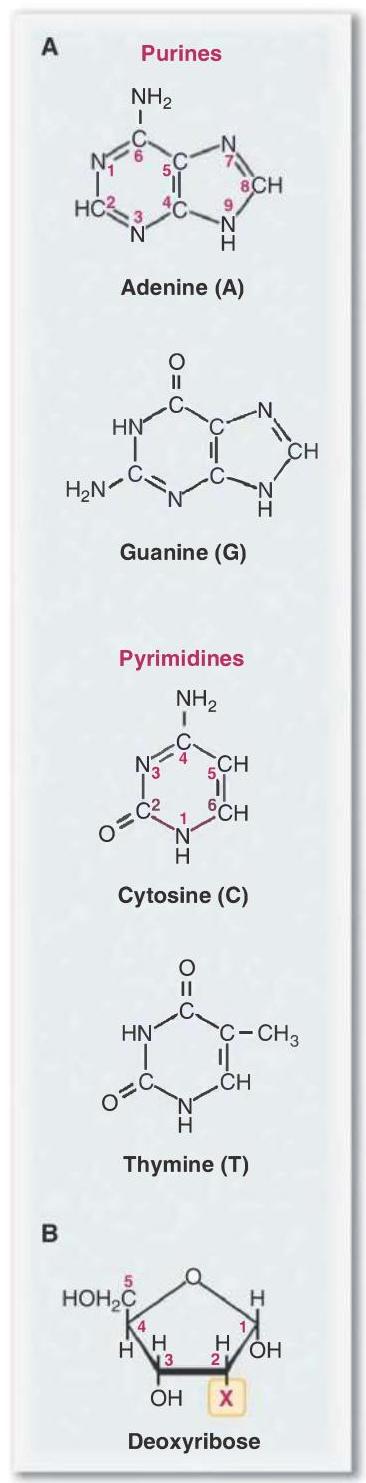 A
Purines
NH2
C
6
N 1
5 C
N
7
8 CH
HC 2
3
N
4 C
9
N
H
Adenine (A)
O
C
HN
C
N
CH
H2N
C
N
C
N
H
Guanine (G)
Pyrimidines
NH2
C
4
N 3
5 CH
C 2
1
6 CH
O
N
H
Cytosine (C)
O
C
HN
C
CH3
C
CH
O
N
H
Thymine (T)
B
O
5
HOH2C
H
4
1
H
H
3
2
H
OH
OH
X
Deoxyribose